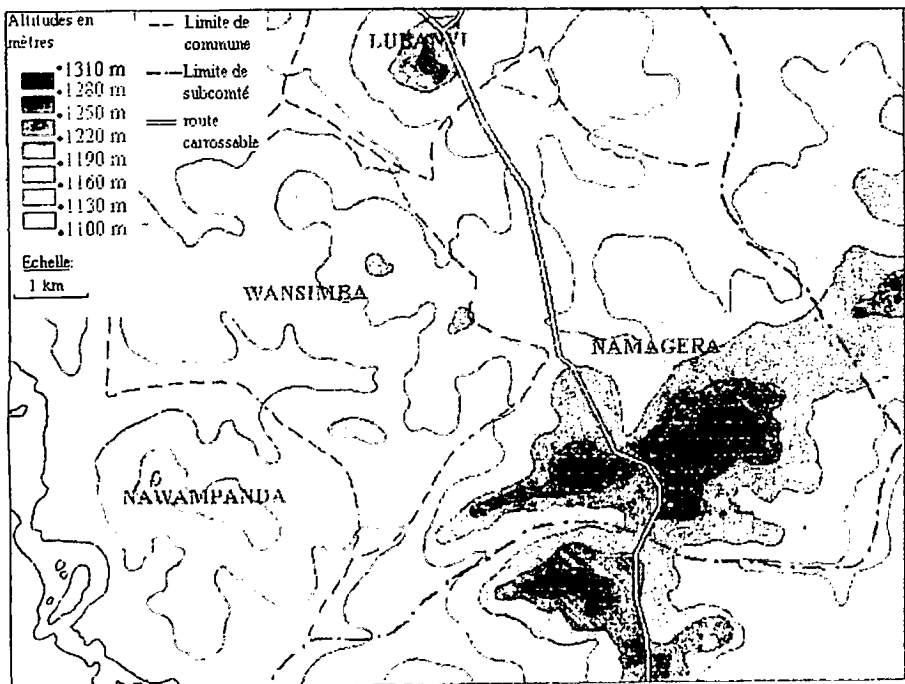 Altitudes en
mètres
1310 m
1280 m
1250 m
1220 m
1190 m
1160 m
1130 m
1100 m
Echelle:
1 km
Limite de
commune
Limite de
subcomté
route
carrossable
LUBANYI
WANSIMBA
NAMAGERA
NAWAMPANDA